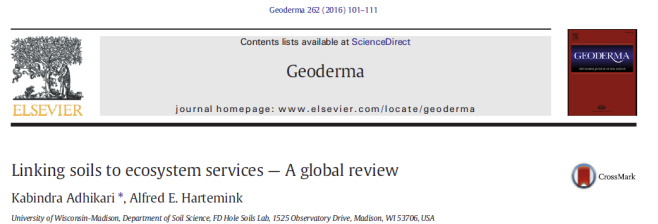 Geoderma 262 (2016) 101–111
Contents lists available at ScienceDirect
Geoderma
journal homepage: www.elsevier.com/locate/geoderma
ELSEVIER
GEODERMA
Linking soils to ecosystem services — A global review
CrossMark
Kabindra Adhikari *, Alfred E. Hartemink
University of Wisconsin-Madison, Department of Soil Science, FD Hole Soils Lab, 1525 Observatory Drive, Madison, WI 53706, USA